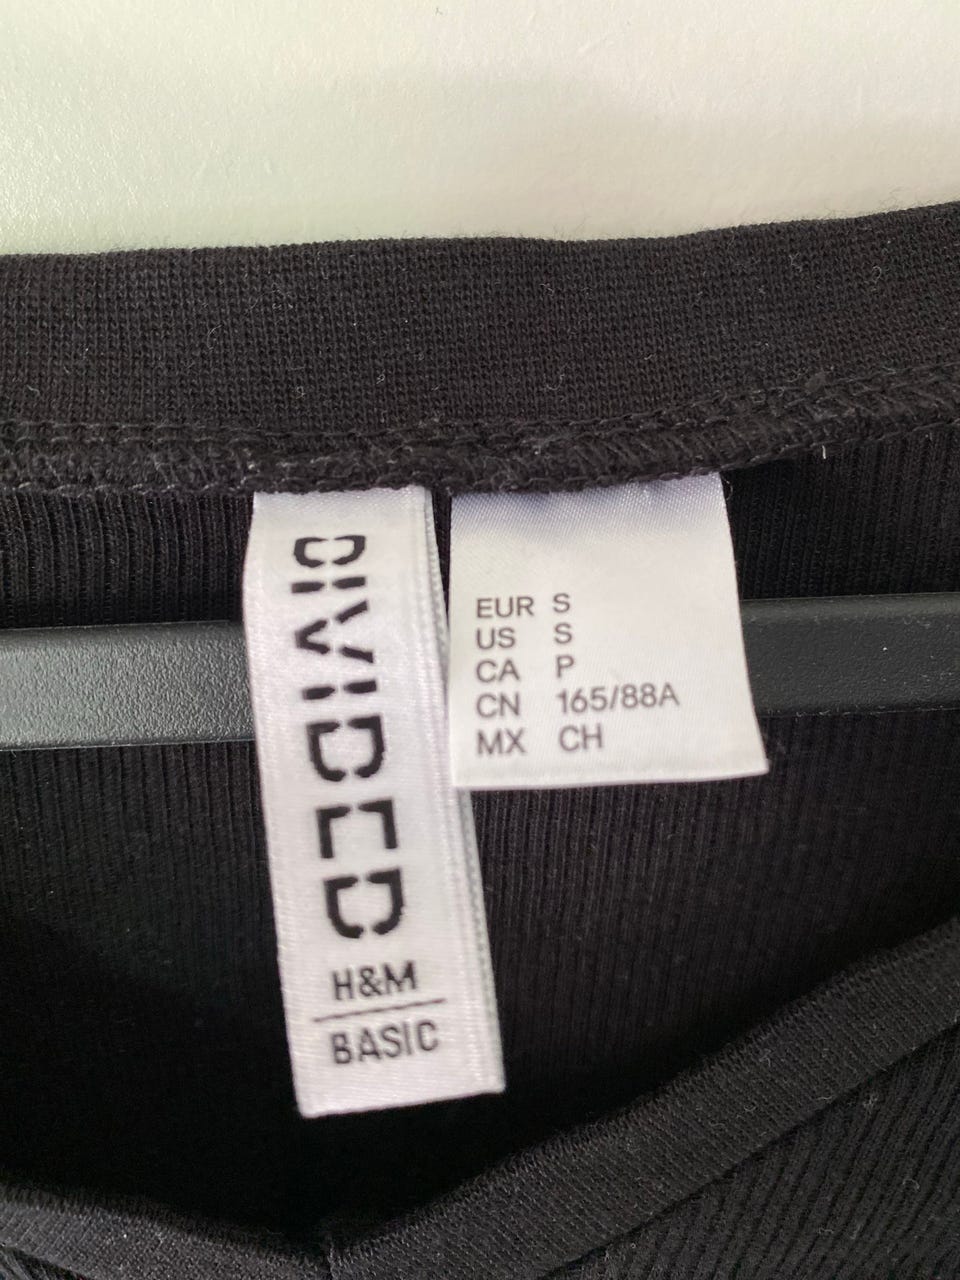 DIVIDED
H&M
BASIC
EUR S
US S
CA P
CN 165/88A
MX CH